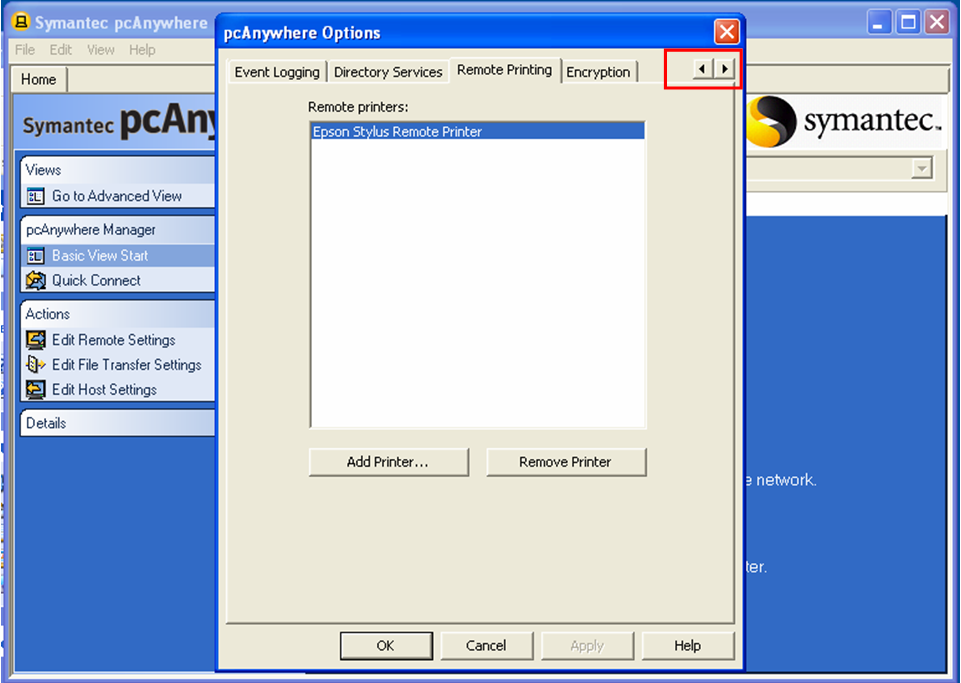 Symantec pcAnywhere
File Edit View Help
Home
Symantec pcAny
symantec.
Views
Go to Advanced View
pcAnywhere Manager
Basic View Start
Quick Connect
Actions
Edit Remote Settings
Edit File Transfer Settings
Edit Host Settings
Details
pcAnywhere Options
Event Logging Directory Services Remote Printing Encryption
Remote printers:
Epson Stylus Remote Printer
Add Printer... Remove Printer
OK Cancel Apply Help
e network.
ter.